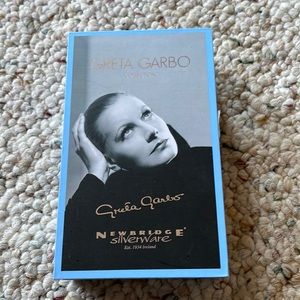 GRETA GARBO
Greta Garbo
NEWBRIDGE
silverware
Est. 1934 Ireland